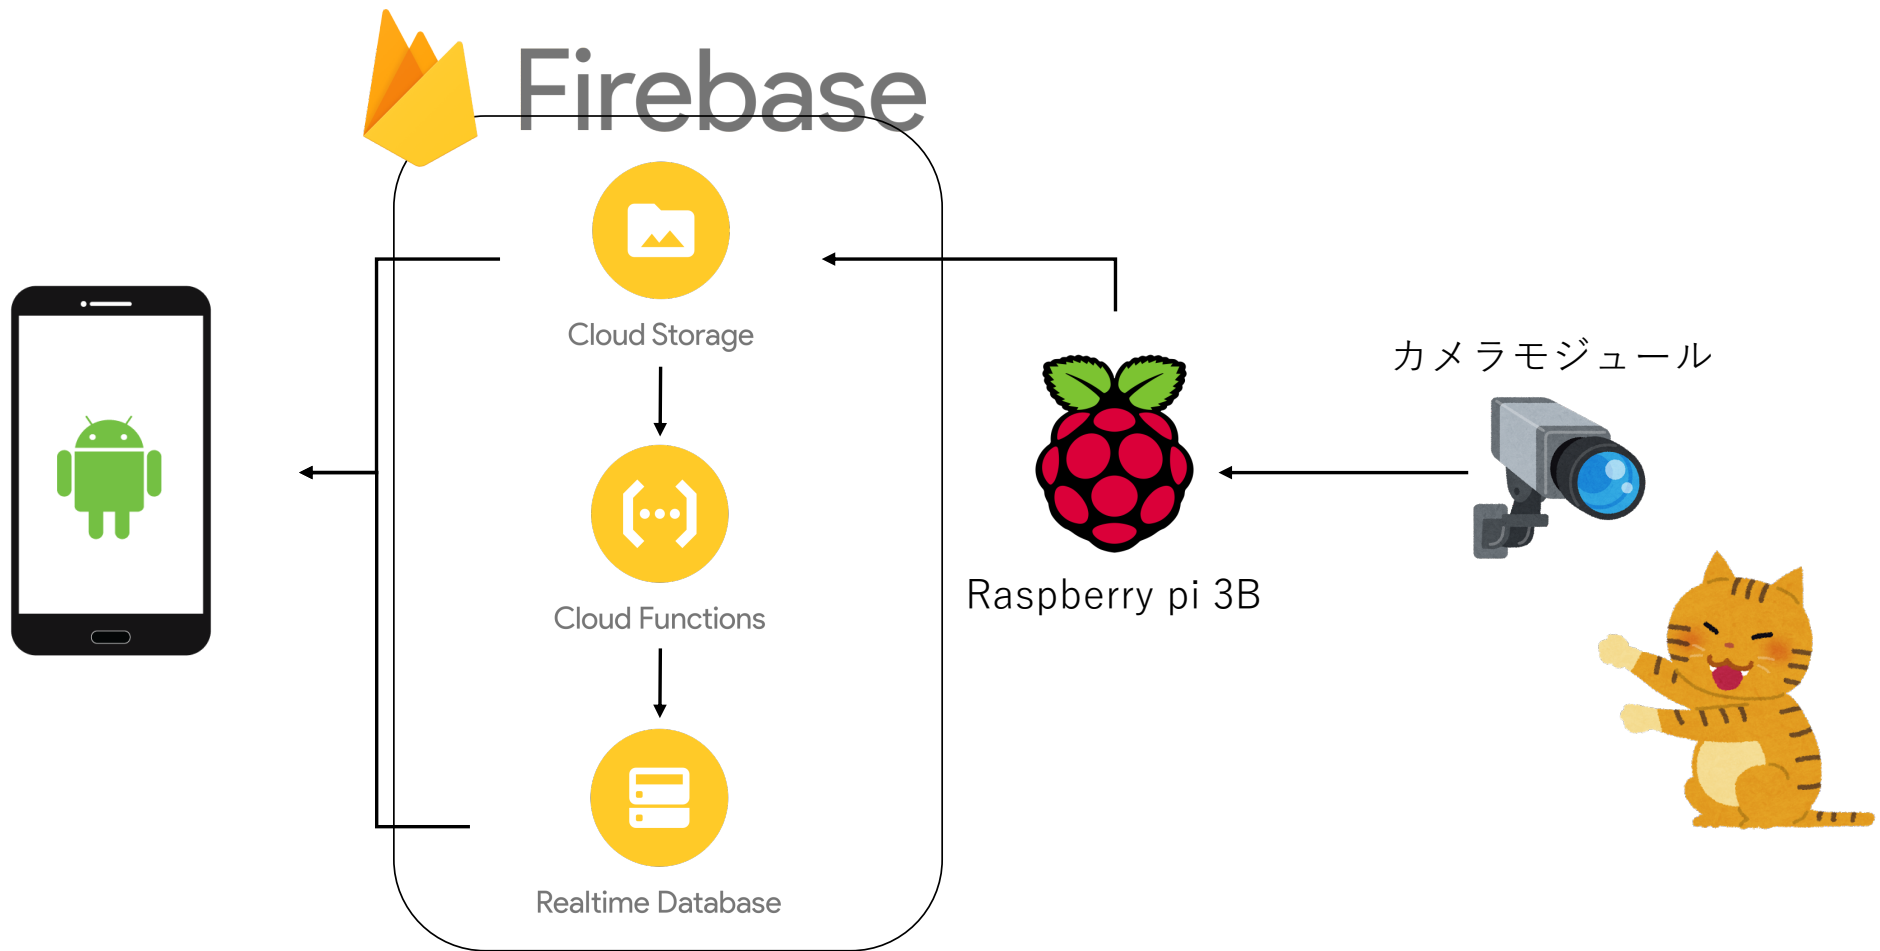 Firebase
Cloud Storage
Cloud Functions
Realtime Database
Raspberry pi 3B
カメラモジュール